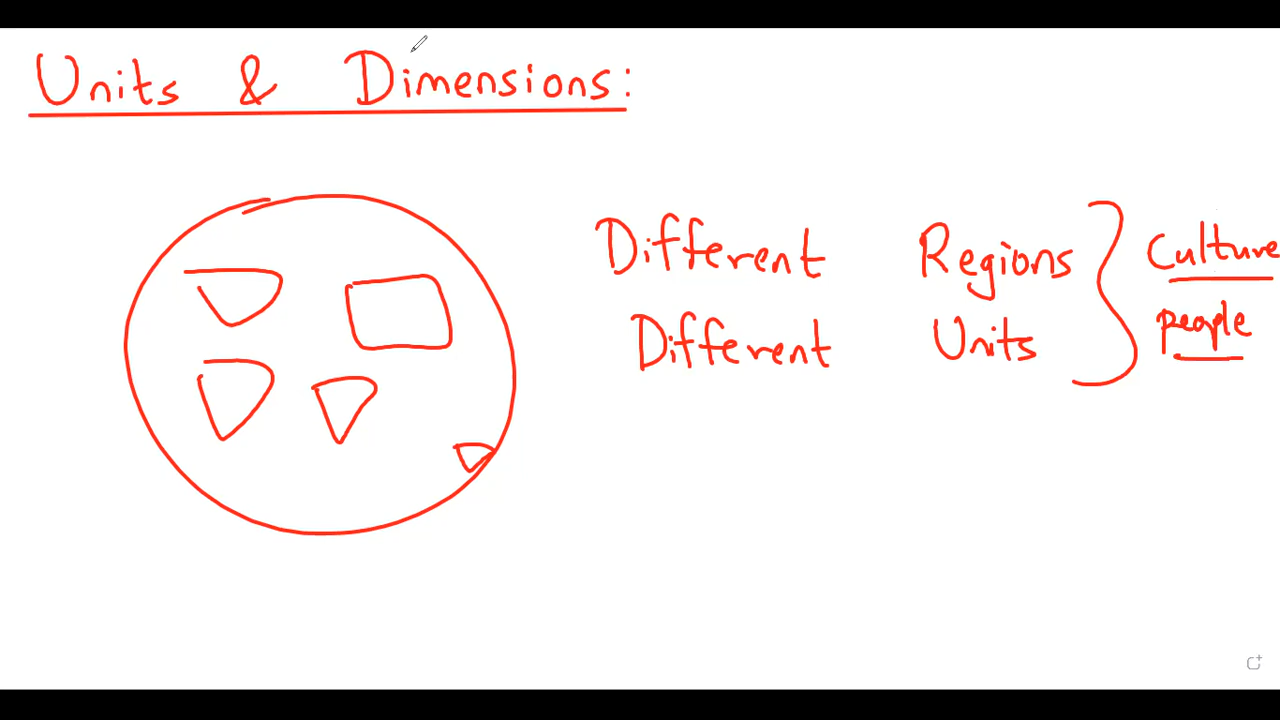 Units & Dimensions:
Different Regions } Culture
Different Units people